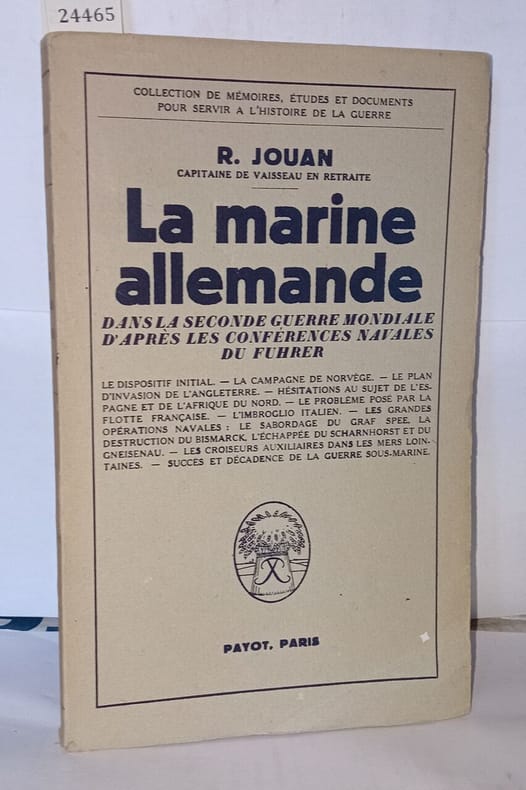 24465
COLLECTION DE MÉMOIRES, ÉTUDES ET DOCUMENTS
POUR SERVIR A L'HISTOIRE DE LA GUERRE
R. JOUAN
CAPITAINE DE VAISSEAU EN RETRAITE
La marine
allemande
DANS LA SECONDE GUERRE MONDIALE
D'APRÈS LES CONFÉRENCES NAVALES
DU FUHRER
LE DISPOSITIF INITIAL. — LA CAMPAGNE DE NORVÈGE. — LE PLAN
D'INVASION DE L'ANGLETERRE. — HÉSITATIONS AU SUJET DE L'ES-
PAGNE ET DE L'AFRIQUE DU NORD. — LE PROBLÈME POSÉ PAR LA
FLOTTE FRANÇAISE. — L'IMBROGLIO ITALIEN. — LES GRANDES
OPÉRATIONS NAVALES : LE SABORDAGE DU GRAF SPEE, LA
DESTRUCTION DU BISMARCK, L'ÉCHAPPÉE DU SCHARNHORST ET DU
GNEISENAU. — LES CROISEURS AUXILIAIRES DANS LES MERS LOIN-
TAINES. — SUCCÈS ET DÉCADENCE DE LA GUERRE SOUS-MARINE.
PAYOT, PARIS